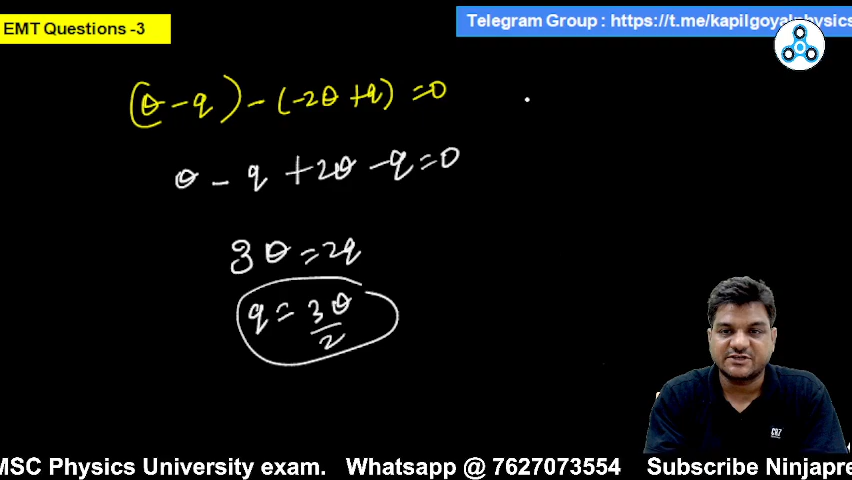 EMT Questions -3
Telegram Group : https://t.me/kapilgoyalphysics
(θ - q) - (-2θ + q) = 0
θ - q + 2θ - q = 0
3θ = 2q
q = 3θ/2
MSC Physics University exam. Whatsapp @ 7627073554 Subscribe Ninjapre